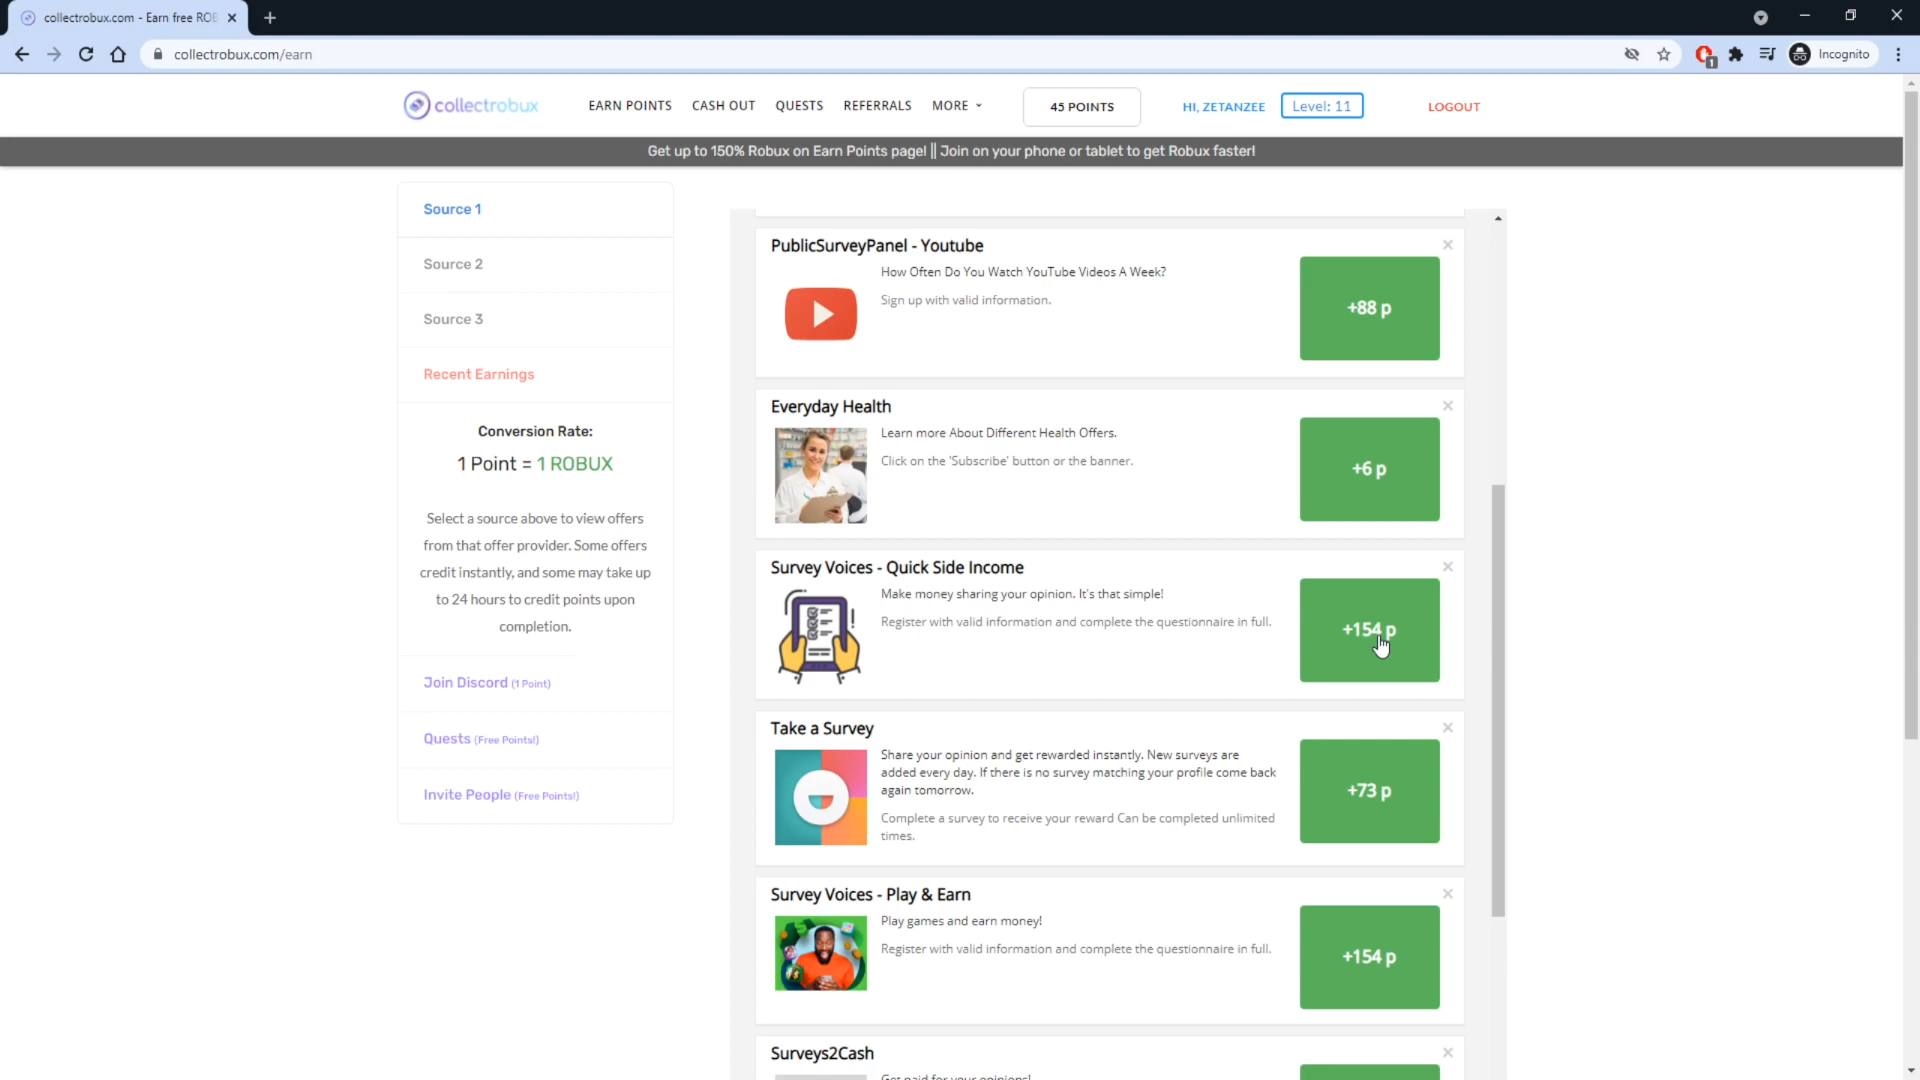 collectrobux.com - Earn free ROB
collectrobux.com/earn
1
Incognito
collectrobux
EARN POINTS
CASH OUT
QUESTS
REFERRALS
MORE
45 POINTS
HI, ZETANZEE
Level: 11
LOGOUT
Get up to 150% Robux on Earn Points page! || Join on your phone or tablet to get Robux faster!
Source 1
Source 2
Source 3
Recent Earnings
Conversion Rate:
1 Point = 1 ROBUX
Select a source above to view offers
from that offer provider. Some offers
credit instantly, and some may take up
to 24 hours to credit points upon
completion.
Join Discord (1 Point)
Quests (Free Points!)
Invite People (Free Points!)
PublicSurveyPanel - Youtube
How Often Do You Watch YouTube Videos A Week?
Sign up with valid information.
+88 p
Everyday Health
Learn more About Different Health Offers.
Click on the 'Subscribe' button or the banner.
+6 p
Survey Voices - Quick Side Income
Make money sharing your opinion. It's that simple!
Register with valid information and complete the questionnaire in full.
+154 p
Take a Survey
Share your opinion and get rewarded instantly. New surveys are
added every day. If there is no survey matching your profile come back
again tomorrow.
Complete a survey to receive your reward Can be completed unlimited
times.
+73 p
Survey Voices - Play & Earn
Play games and earn money!
Register with valid information and complete the questionnaire in full.
+154 p
Surveys2Cash
Get paid for your opinions!